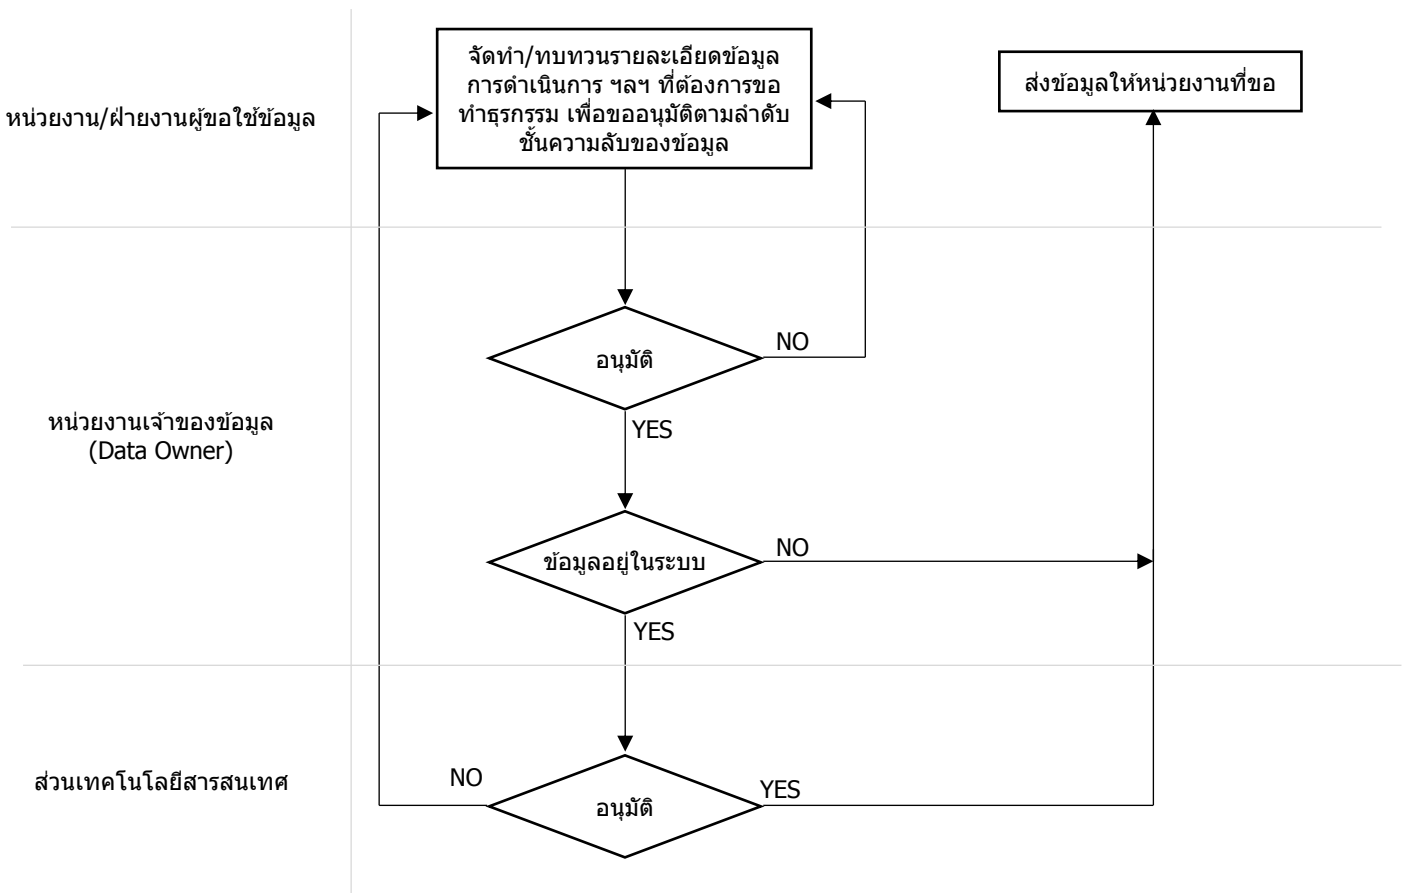 จัดทำ/ทบทวนรายละเอียดข้อมูล
การดำเนินการ ฯลฯ ที่ต้องการขอ
ทำธุรกรรม เพื่อขออนุมัติตามลำดับ
ชั้นความลับของข้อมูล
ส่งข้อมูลให้หน่วยงานที่ขอ
หน่วยงาน/ฝ่ายงานผู้ขอใช้ข้อมูล
อนุมัติ
NO
YES
หน่วยงานเจ้าของข้อมูล
(Data Owner)
ข้อมูลอยู่ในระบบ
NO
YES
ส่วนเทคโนโลยีสารสนเทศ
NO
อนุมัติ
YES